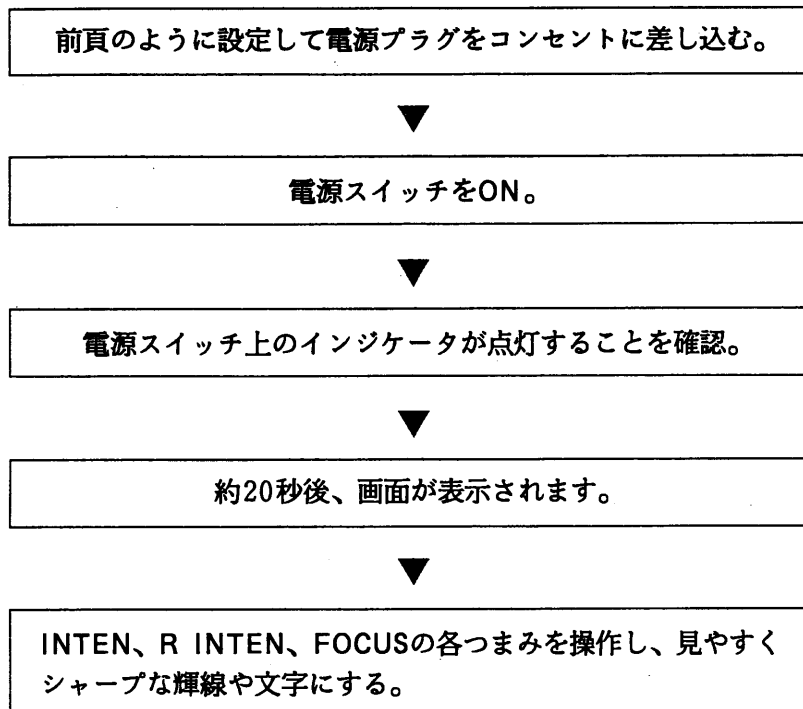 前頁のように設定して電源プラグをコンセントに差し込む。
電源スイッチをON。
電源スイッチ上のインジケータが点灯することを確認。
約20秒後、画面が表示されます。
INTEN、R INTEN、FOCUSの各つまみを操作し、見やすく
シャープな輝線や文字にする。